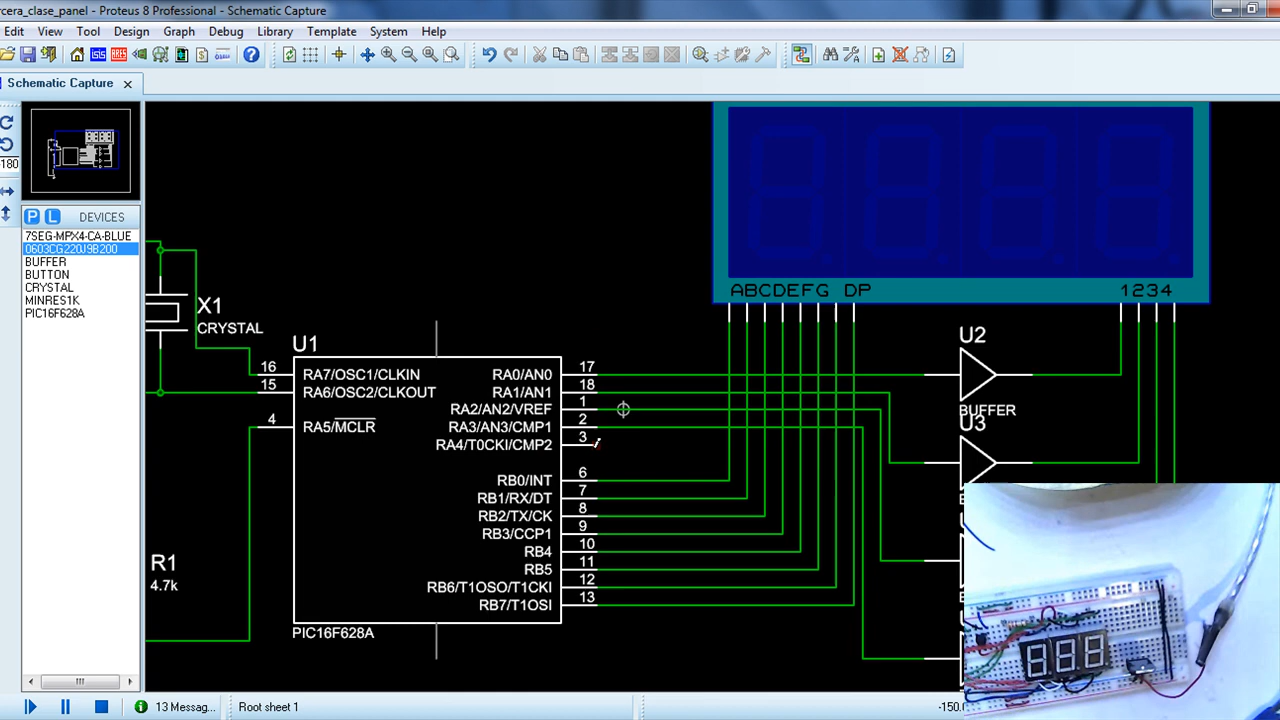 rcera_clase_panel - Proteus 8 Professional - Schematic Capture
Edit View Tool Design Graph Debug Library Template System Help
Schematic Capture
-180
P L DEVICES
7SEG-MPX4-CA-BLUE
0603CG220J9B200
BUFFER
BUTTON
CRYSTAL
MINRES1K
PIC16F628A
ABCDEFG DP
1234
X1
CRYSTAL
U1
16 RA7/OSC1/CLKIN
15 RA6/OSC2/CLKOUT
4 RA5/MCLR
RA0/AN0 17
RA1/AN1 18
RA2/AN2/VREF 1
RA3/AN3/CMP1 2
RA4/T0CKI/CMP2 3
RB0/INT 6
RB1/RX/DT 7
RB2/TX/CK 8
RB3/CCP1 9
RB4 10
RB5 11
RB6/T1OSO/T1CKI 12
RB7/T1OSI 13
PIC16F628A
R1
4.7k
U2
BUFFER
U3
13 Messag...
Root sheet 1
-150.0